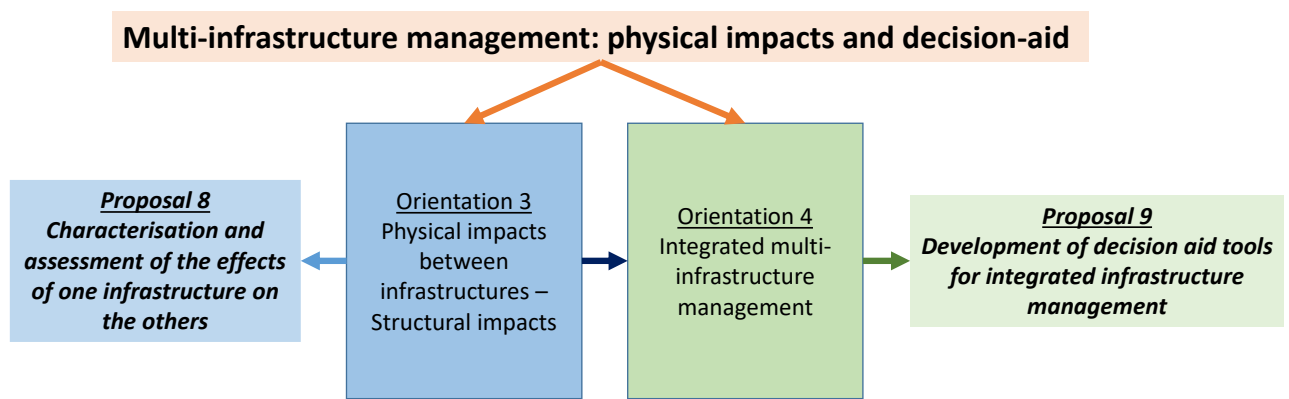 Multi-infrastructure management: physical impacts and decision-aid
Proposal 8
Characterisation and
assessment of the effects
of one infrastructure on
the others
Orientation 3
Physical impacts
between
infrastructures –
Structural impacts
Orientation 4
Integrated multi-
infrastructure
management
Proposal 9
Development of decision aid tools
for integrated infrastructure
management